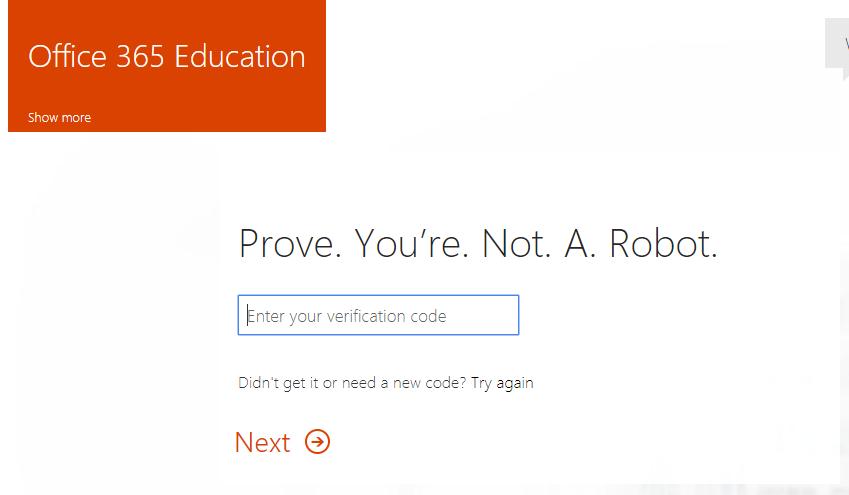 Office 365 Education
Show more
Prove. You’re. Not. A. Robot.
Enter your verification code
Didn't get it or need a new code? Try again
Next